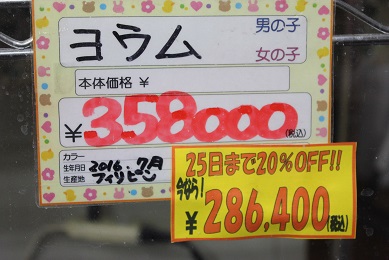 ヨウム
男の子
女の子
本体価格 ¥
¥358000(税込)
カラー
生年月日 2016. 7月
生産地 フィリピン
25日まで20%OFF!!
今なら!
¥286,400(税込)